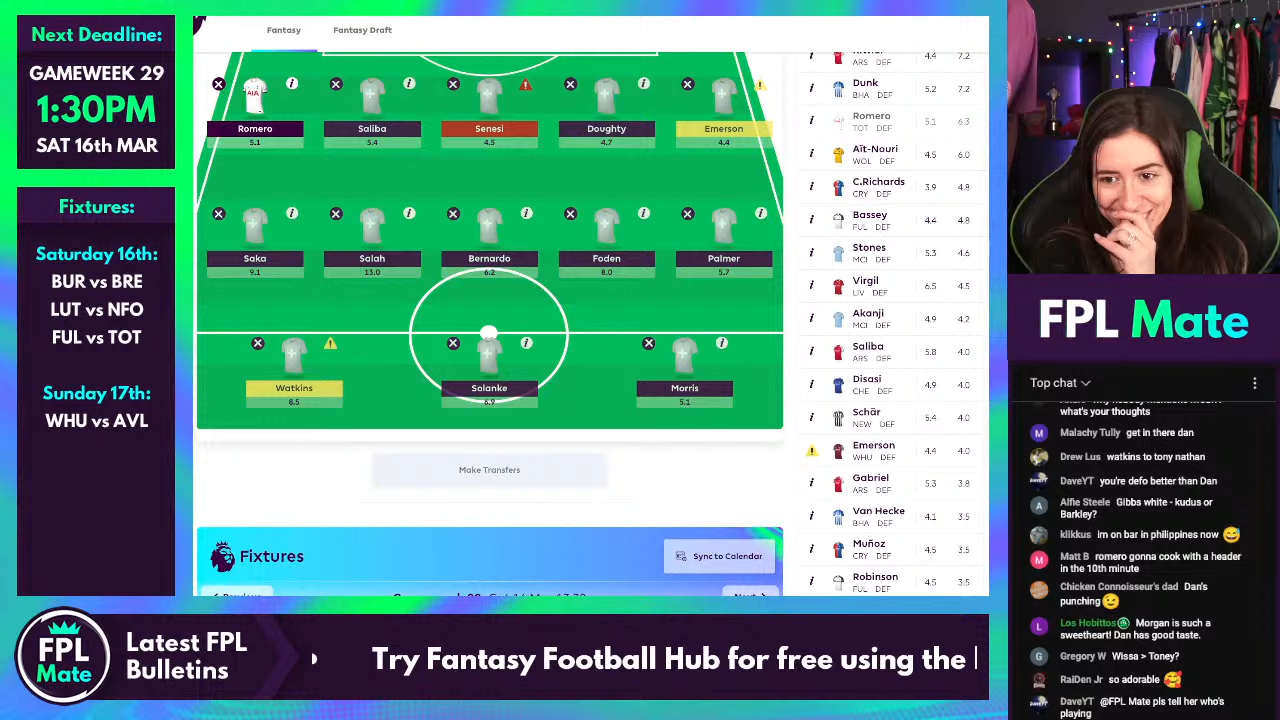 Next Deadline:
GAMEWEEK 29
1:30PM
SAT 16th MAR
Fixtures:
Saturday 16th:
BUR vs BRE
LUT vs NFO
FUL vs TOT
Sunday 17th:
WHU vs AVL
Fantasy
Fantasy Draft
AIA
Romero
5.1
Saliba
5.4
Senesi
4.5
Doughty
4.7
Emerson
4.4
Saka
9.1
Salah
13.0
Bernardo
6.2
Foden
8.0
Palmer
5.7
Watkins
8.5
Solanke
6.9
Morris
5.1
Make Transfers
Fixtures
Sync to Calendar
ARS DEF 4.4 7.2
Dunk
BHA DEF 5.2 7.2
Romero
TOT DEF 5.1 6.3
Aït-Nouri
WOL DEF 4.5 6.0
C.Richards
CRY DEF 3.9 4.8
Bassey
FUL DEF 4.4 4.8
Stones
MCI DEF 5.3 4.6
Virgil
LIV DEF 6.5 4.5
Akanji
MCI DEF 4.9 4.2
Saliba
ARS DEF 5.8 4.0
Disasi
CHE DEF 4.9 4.0
Schär
NEW DEF 5.4 4.0
Emerson
WHU DEF 4.4 4.0
Gabriel
ARS DEF 5.3 3.8
Van Hecke
BHA DEF 4.1 3.5
Muñoz
CRY DEF 4.5 3.5
Robinson
FUL DEF 4.5 3.5
FPL Mate
Top chat
what's your thoughts
Malachy Tully get in there dan
Drew Lus watkins to tony nathan
DaveYT you're defo better than Dan
Alfie Steele Gibbs white - kudus or
Barkley?
klikkus im on bar in philippines now 😅
Matt B romero gonna cook with a header
in the 10th minute
Chicken Connoisseur's dad Dan's
punching😉
Los Hobittos Morgan is such a
sweetheart! Dan has good taste.
Gregory W Wissa > Toney?
RaiDen Jr so adorable 🥰
DaveYT @FPL Mate pls tell her who's
playing
FPL
Mate
Latest FPL
Bulletins
Try Fantasy Football Hub for free using the